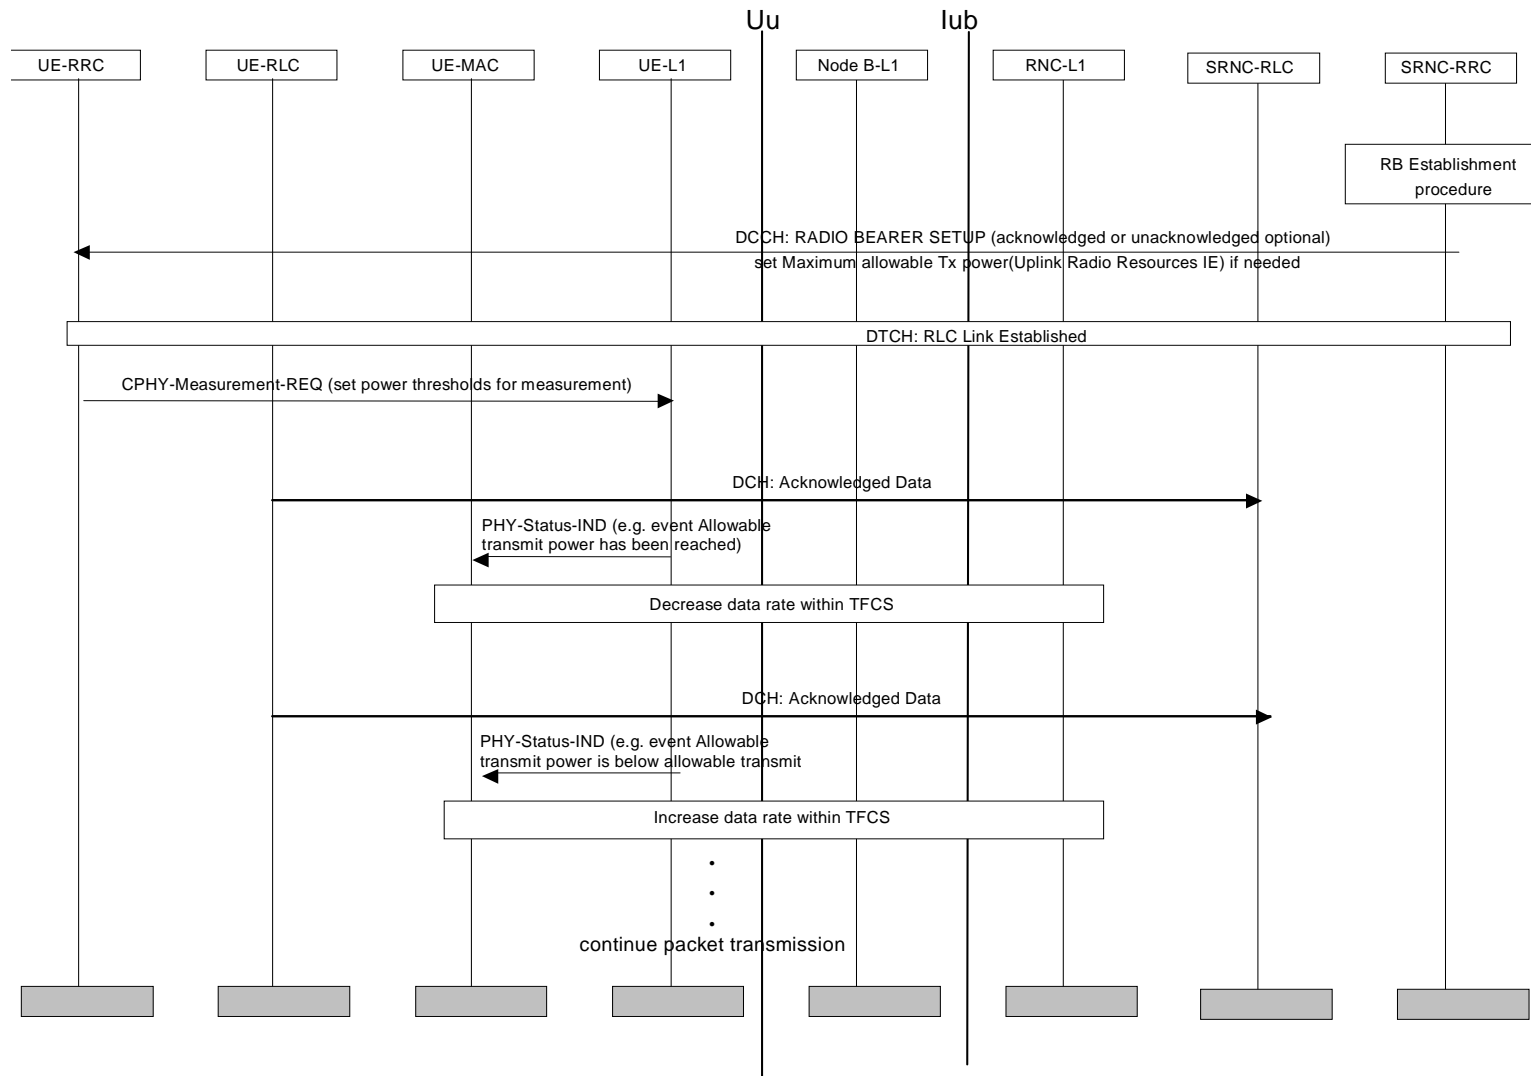 Uu
Iub
UE-RRC
UE-RLC
UE-MAC
UE-L1
Node B-L1
RNC-L1
SRNC-RLC
SRNC-RRC
RB Establishment
procedure
DCCH: RADIO BEARER SETUP (acknowledged or unacknowledged optional)
set Maximum allowable Tx power(Uplink Radio Resources IE) if needed
DTCH: RLC Link Established
CPHY-Measurement-REQ (set power thresholds for measurement)
DCH: Acknowledged Data
PHY-Status-IND (e.g. event Allowable
transmit power has been reached)
Decrease data rate within TFCS
DCH: Acknowledged Data
PHY-Status-IND (e.g. event Allowable
transmit power is below allowable transmit
Increase data rate within TFCS
.
.
.
continue packet transmission